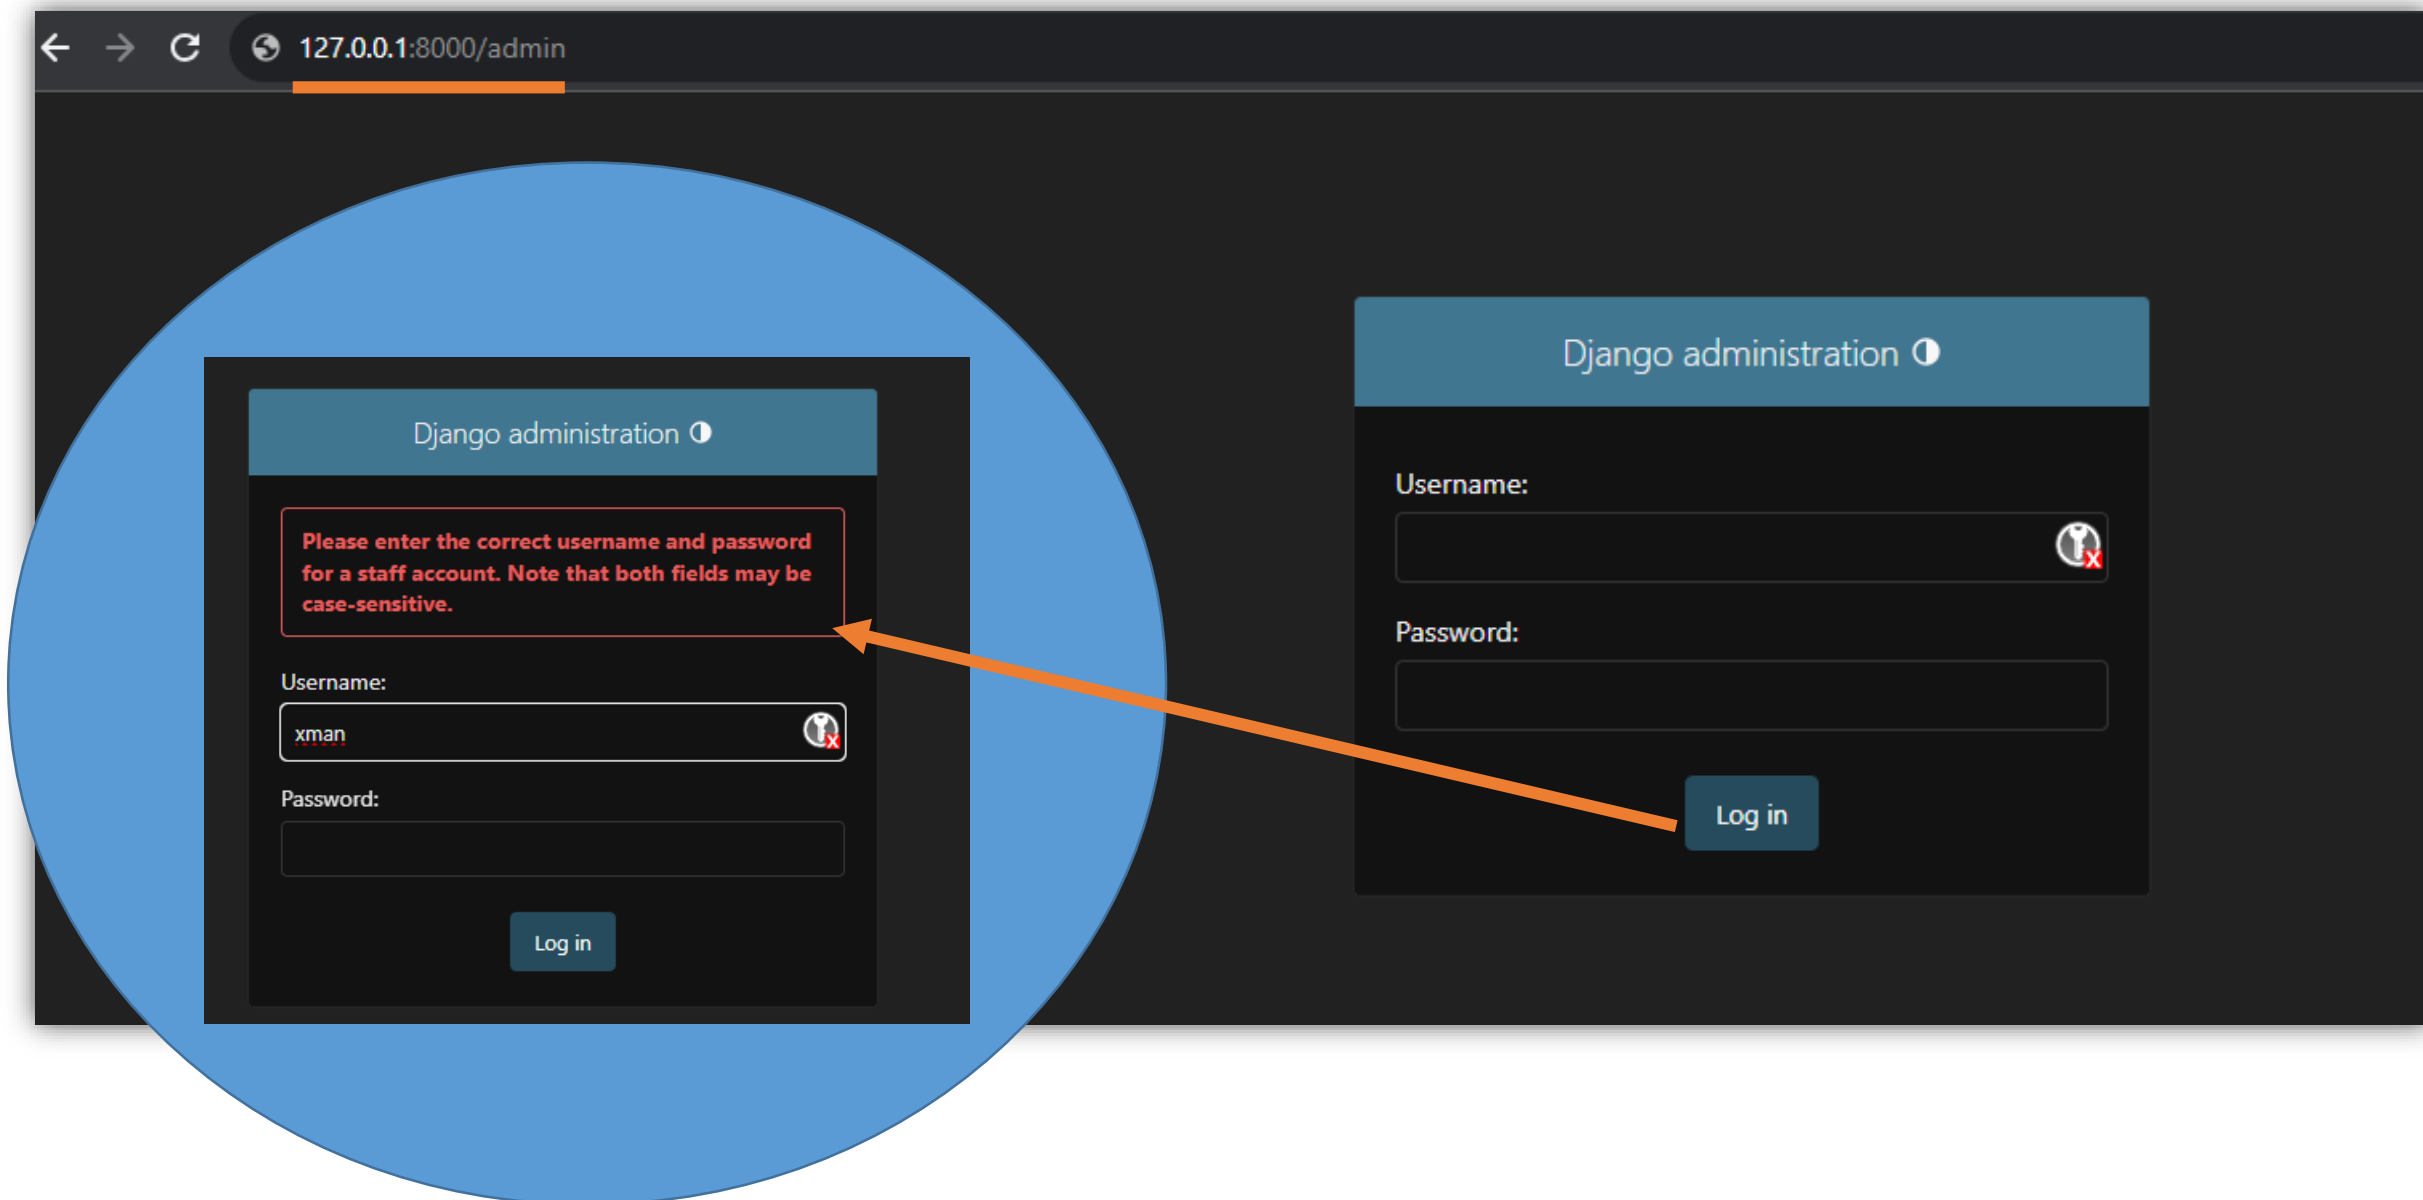 127.0.0.1:8000/admin
Django administration
Please enter the correct username and password
for a staff account. Note that both fields may be
case-sensitive.
Username:
xman
Password:
Log in
Django administration
Username:
Password:
Log in